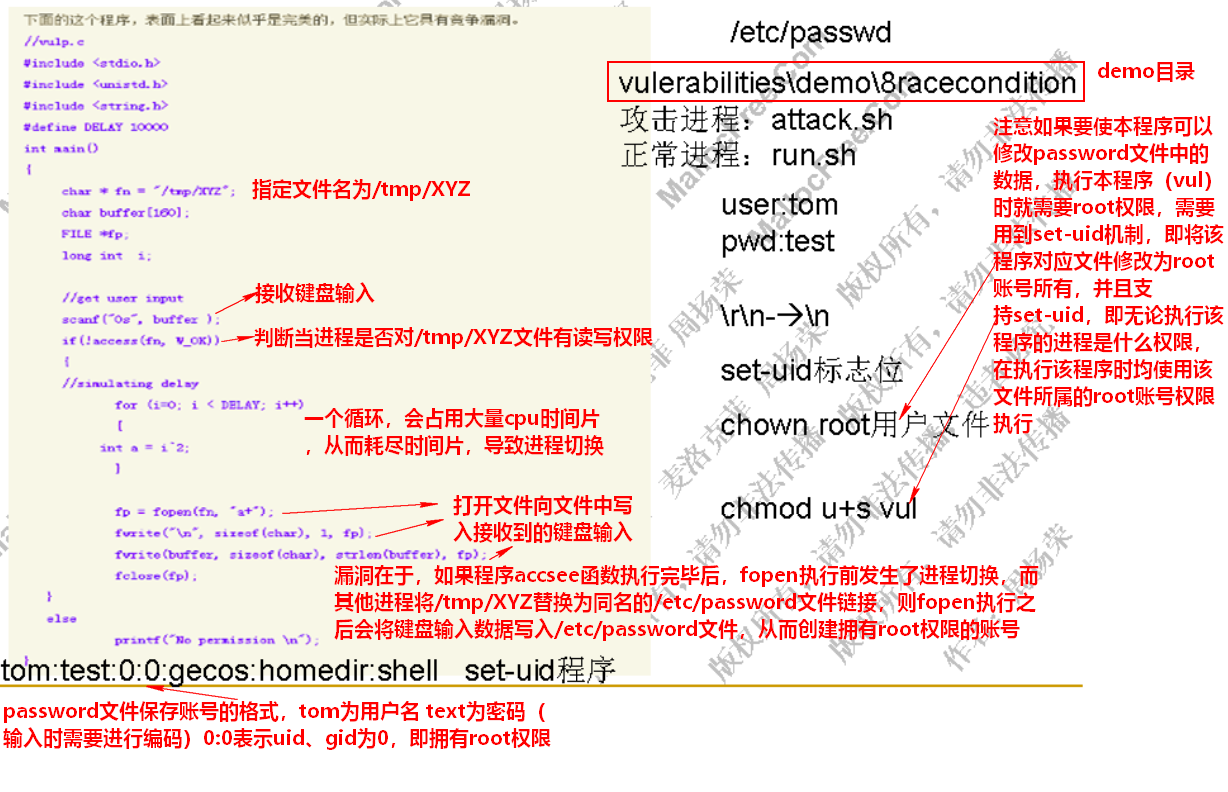 下面的这个程序，表面上看起来似乎是完美的，但实际上它具有竞争漏洞。
//vulp.c
#include <stdio.h>
#include <unistd.h>
#include <string.h>
#define DELAY 10000
int main()
{
char * fn = "/tmp/XYZ";
指定文件名为/tmp/XYZ
char buffer[160];
FILE *fp;
long int i;
//get user input
接收键盘输入
scanf("Os", buffer );
if(!access(fn, W_OK))
判断当进程是否对/tmp/XYZ文件有读写权限
{
//simulating delay
for (i=0; i < DELAY; i++)
{
int a = i^2;
}
一个循环，会占用大量cpu时间片
，从而耗尽时间片，导致进程切换
fp = fopen(fn, "a+");
fwrite("\n", sizeof(char), 1, fp);
fwrite(buffer, sizeof(char), strlen(buffer), fp);
fclose(fp);
打开文件向文件中写
入接收到的键盘输入
漏洞在于，如果程序accsee函数执行完毕后，fopen执行前发生了进程切换，而
其他进程将/tmp/XYZ替换为同名的/etc/password文件链接，则fopen执行之
后会将键盘输入数据写入/etc/password文件，从而创建拥有root权限的账号
}
else
printf("No permission \n");
}
tom:test:0:0:gecos:homedir:shell set-uid程序
password文件保存账号的格式，tom为用户名 text为密码（
输入时需要进行编码）0:0表示uid、gid为0，即拥有root权限
/etc/passwd
vulerabilities\demo\8racecondition
demo目录
攻击进程：attack.sh
正常进程：run.sh
user:tom
pwd:test
\r\n-→\n
set-uid标志位
chown root用户文件
chmod u+s vul
注意如果要使本程序可以
修改password文件中的
数据，执行本程序（vul）
时就需要root权限，需要
用到set-uid机制，即将该
程序对应文件修改为root
账号所有，并且支
持set-uid，即无论执行该
程序的进程是什么权限，
在执行该程序时均使用该
文件所属的root账号权限
执行